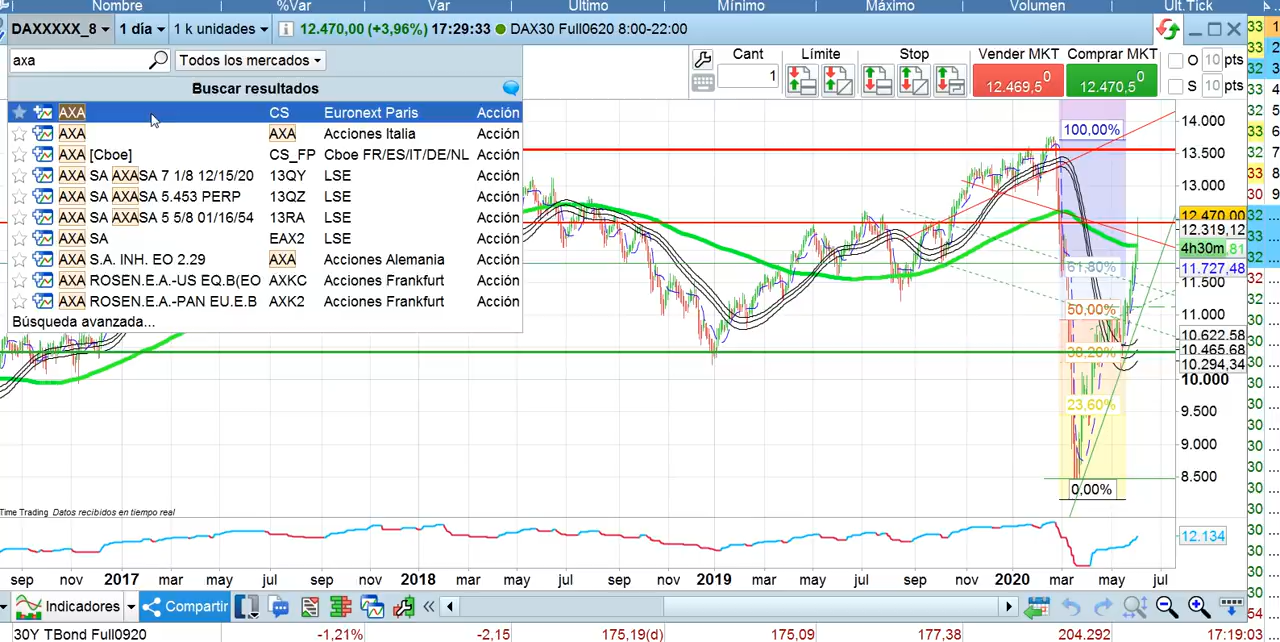 Nombre %Var Var Último Mínimo Máximo Volumen Últ.Tick
DAXXXXX_8 1 día 1 k unidades 12.470,00 (+3,96%) 17:29:33 DAX30 Full0620 8:00-22:00
axa Todos los mercados
Cant Límite Stop Vender MKT Comprar MKT
O 10 pts
1 12.469,5 0 12.470,5 0
S 10 pts
Buscar resultados
AXA CS Euronext Paris Acción
AXA AXA Acciones Italia Acción
AXA [Cboe] CS_FP Cboe FR/ES/IT/DE/NL Acción
AXA SA AXASA 7 1/8 12/15/20 13QY LSE Acción
AXA SA AXASA 5.453 PERP 13QZ LSE Acción
AXA SA AXASA 5 5/8 01/16/54 13RA LSE Acción
AXA SA EAX2 LSE Acción
AXA S.A. INH. EO 2.29 AXA Acciones Alemania Acción
AXA ROSEN.E.A.-US EQ.B(EO AXKC Acciones Frankfurt Acción
AXA ROSEN.E.A.-PAN EU.E.B AXK2 Acciones Frankfurt Acción
Búsqueda avanzada...
100,00%
61,80%
50,00%
38,20%
23,60%
0,00%
14.000
13.500
13.000
12.470,00
12.319,12
4h30m
11.727,48
11.500
11.000
10.622,58
10.465,68
10.294,34
10.000
9.500
9.000
8.500
Time Trading Datos recibidos en tiempo real
12.134
sep nov 2017 mar may jul sep nov 2018 mar may jul sep nov 2019 mar may jul sep nov 2020 mar may jul
Indicadores Compartir
30Y TBond Full0920 -1,21% -2,15 175,19(d) 175,09 177,38 204.292 17:19:03